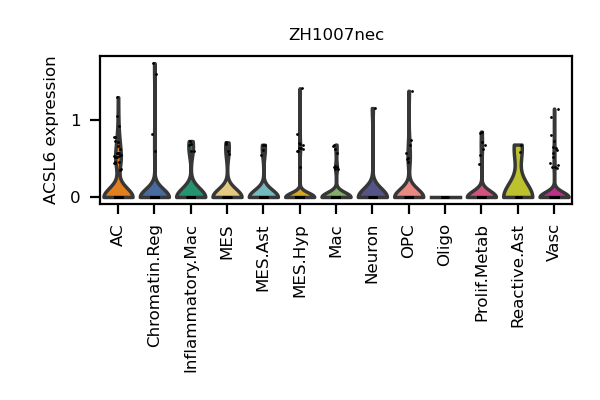 ZH1007nec
ACSL6 expression
1
0
AC
Chromatin.Reg
Inflammatory.Mac
MES
MES.Ast
MES.Hyp
Mac
Neuron
OPC
Oligo
Prolif.Metab
Reactive.Ast
Vasc